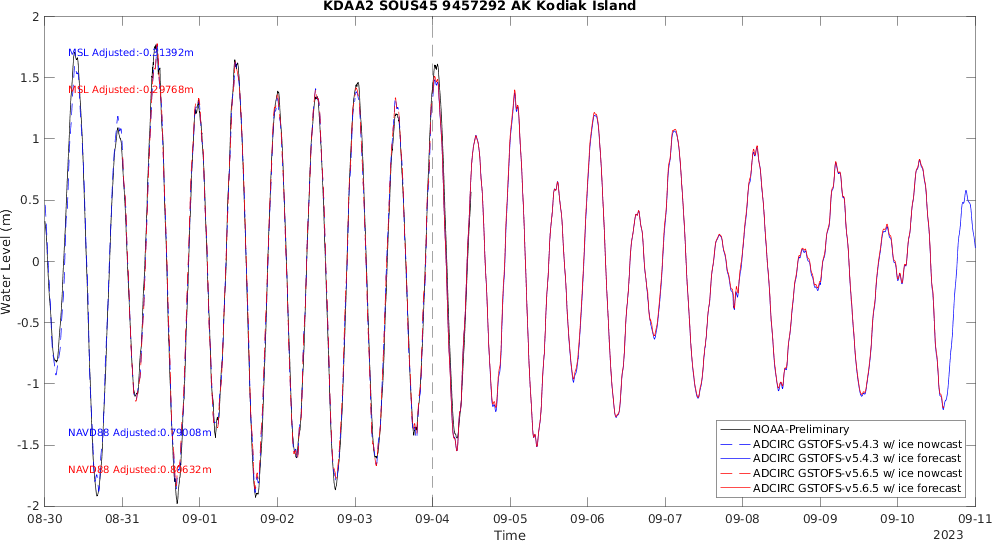 KDAA2 SOUS45 9457292 AK Kodiak Island
Water Level (m)
2
1.5
1
0.5
0
-0.5
-1
-1.5
-2
MSL Adjusted:-0.31392m
MSL Adjusted:-0.29768m
NAVD88 Adjusted:0.79008m
NAVD88 Adjusted:0.80632m
NOAA-Preliminary
ADCIRC GSTOFS-v5.4.3 w/ ice nowcast
ADCIRC GSTOFS-v5.4.3 w/ ice forecast
ADCIRC GSTOFS-v5.6.5 w/ ice nowcast
ADCIRC GSTOFS-v5.6.5 w/ ice forecast
08-30 08-31 09-01 09-02 09-03 09-04 09-05 09-06 09-07 09-08 09-09 09-10 09-11
Time
2023